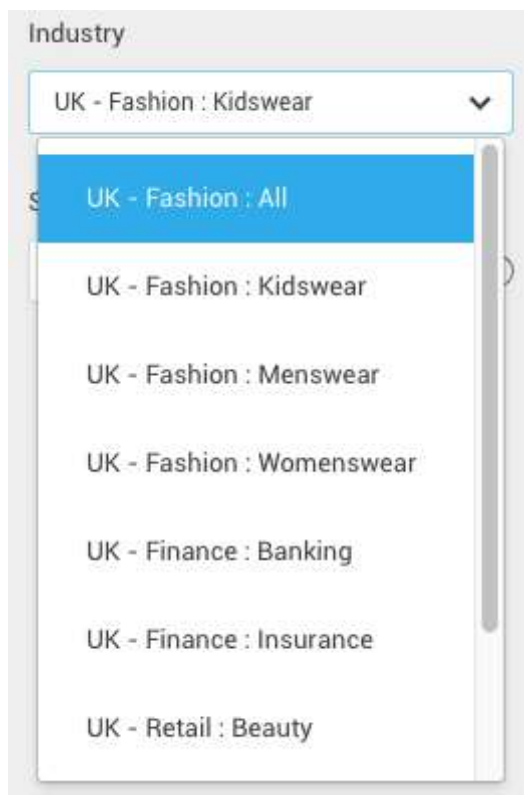 Industry
UK - Fashion : Kidswear
UK - Fashion : All
UK - Fashion : Kidswear
UK - Fashion : Menswear
UK - Fashion : Womenswear
UK - Finance : Banking
UK - Finance : Insurance
UK - Retail : Beauty